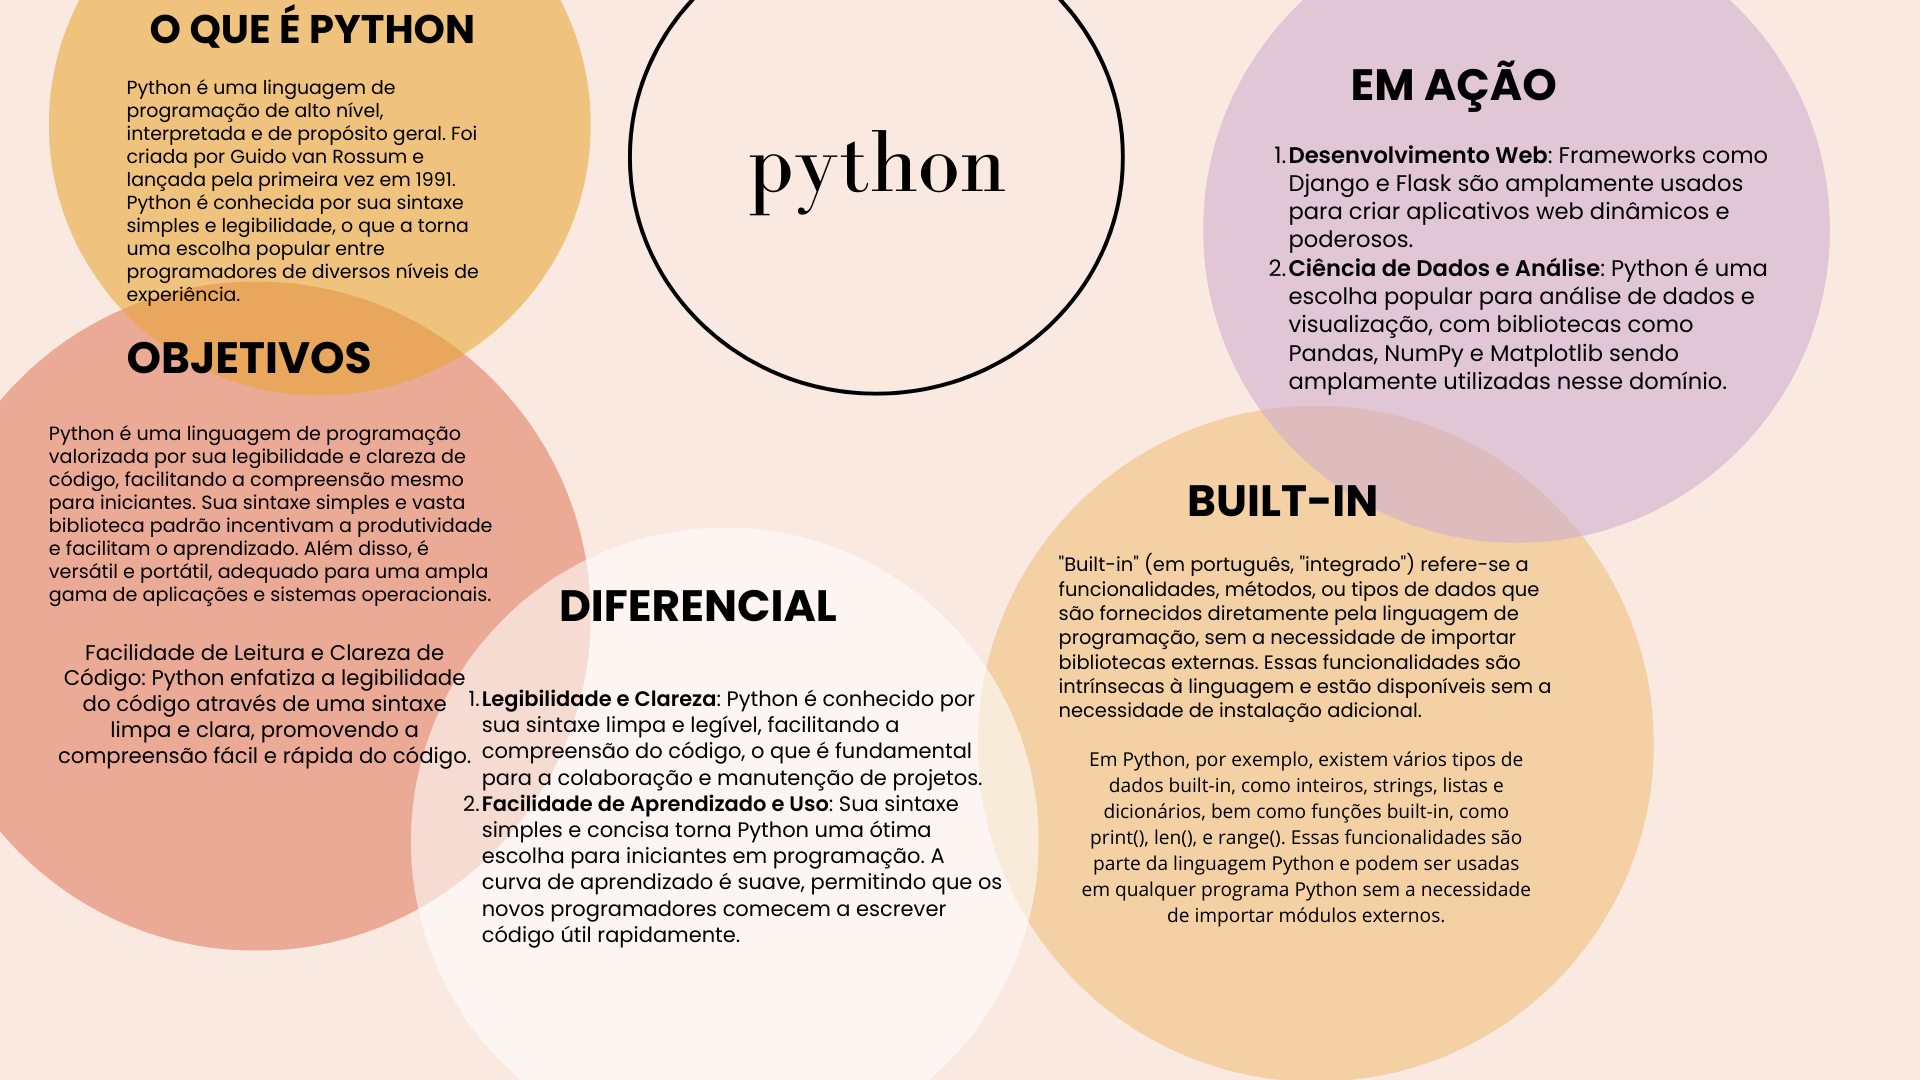 O QUE É PYTHON
Python é uma linguagem de
programação de alto nível,
interpretada e de propósito geral. Foi
criada por Guido van Rossum e
lançada pela primeira vez em 1991.
Python é conhecida por sua sintaxe
simples e legibilidade, o que a torna
uma escolha popular entre
programadores de diversos níveis de
experiência.
OBJETIVOS
Python é uma linguagem de programação
valorizada por sua legibilidade e clareza de
código, facilitando a compreensão mesmo
para iniciantes. Sua sintaxe simples e vasta
biblioteca padrão incentivam a produtividade
e facilitam o aprendizado. Além disso, é
versátil e portátil, adequado para uma ampla
gama de aplicações e sistemas operacionais.
Facilidade de Leitura e Clareza de
Código: Python enfatiza a legibilidade
do código através de uma sintaxe
limpa e clara, promovendo a
compreensão fácil e rápida do código.
python
DIFERENCIAL
1. Legibilidade e Clareza: Python é conhecido por
sua sintaxe limpa e legível, facilitando a
compreensão do código, o que é fundamental
para a colaboração e manutenção de projetos.
2. Facilidade de Aprendizado e Uso: Sua sintaxe
simples e concisa torna Python uma ótima
escolha para iniciantes em programação. A
curva de aprendizado é suave, permitindo que os
novos programadores comecem a escrever
código útil rapidamente.
EM AÇÃO
1. Desenvolvimento Web: Frameworks como
Django e Flask são amplamente usados
para criar aplicativos web dinâmicos e
poderosos.
2. Ciência de Dados e Análise: Python é uma
escolha popular para análise de dados e
visualização, com bibliotecas como
Pandas, NumPy e Matplotlib sendo
amplamente utilizadas nesse domínio.
BUILT-IN
"Built-in" (em português, "integrado") refere-se a
funcionalidades, métodos, ou tipos de dados que
são fornecidos diretamente pela linguagem de
programação, sem a necessidade de importar
bibliotecas externas. Essas funcionalidades são
intrínsecas à linguagem e estão disponíveis sem a
necessidade de instalação adicional.
Em Python, por exemplo, existem vários tipos de
dados built-in, como inteiros, strings, listas e
dicionários, bem como funções built-in, como
print(), len(), e range(). Essas funcionalidades são
parte da linguagem Python e podem ser usadas
em qualquer programa Python sem a necessidade
de importar módulos externos.